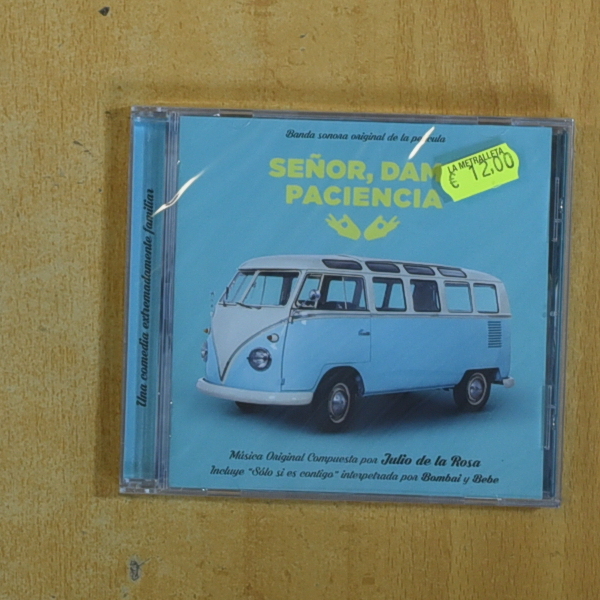 Banda sonora original de la película
SEÑOR, DAM
PACIENCIA
LA METRALLETA
€ 12,00
Una comedia extremadamente familiar
Música Original Compuesta por Julio de la Rosa
Incluye "Sólo si es contigo" interpretada por Bombai y Bebe